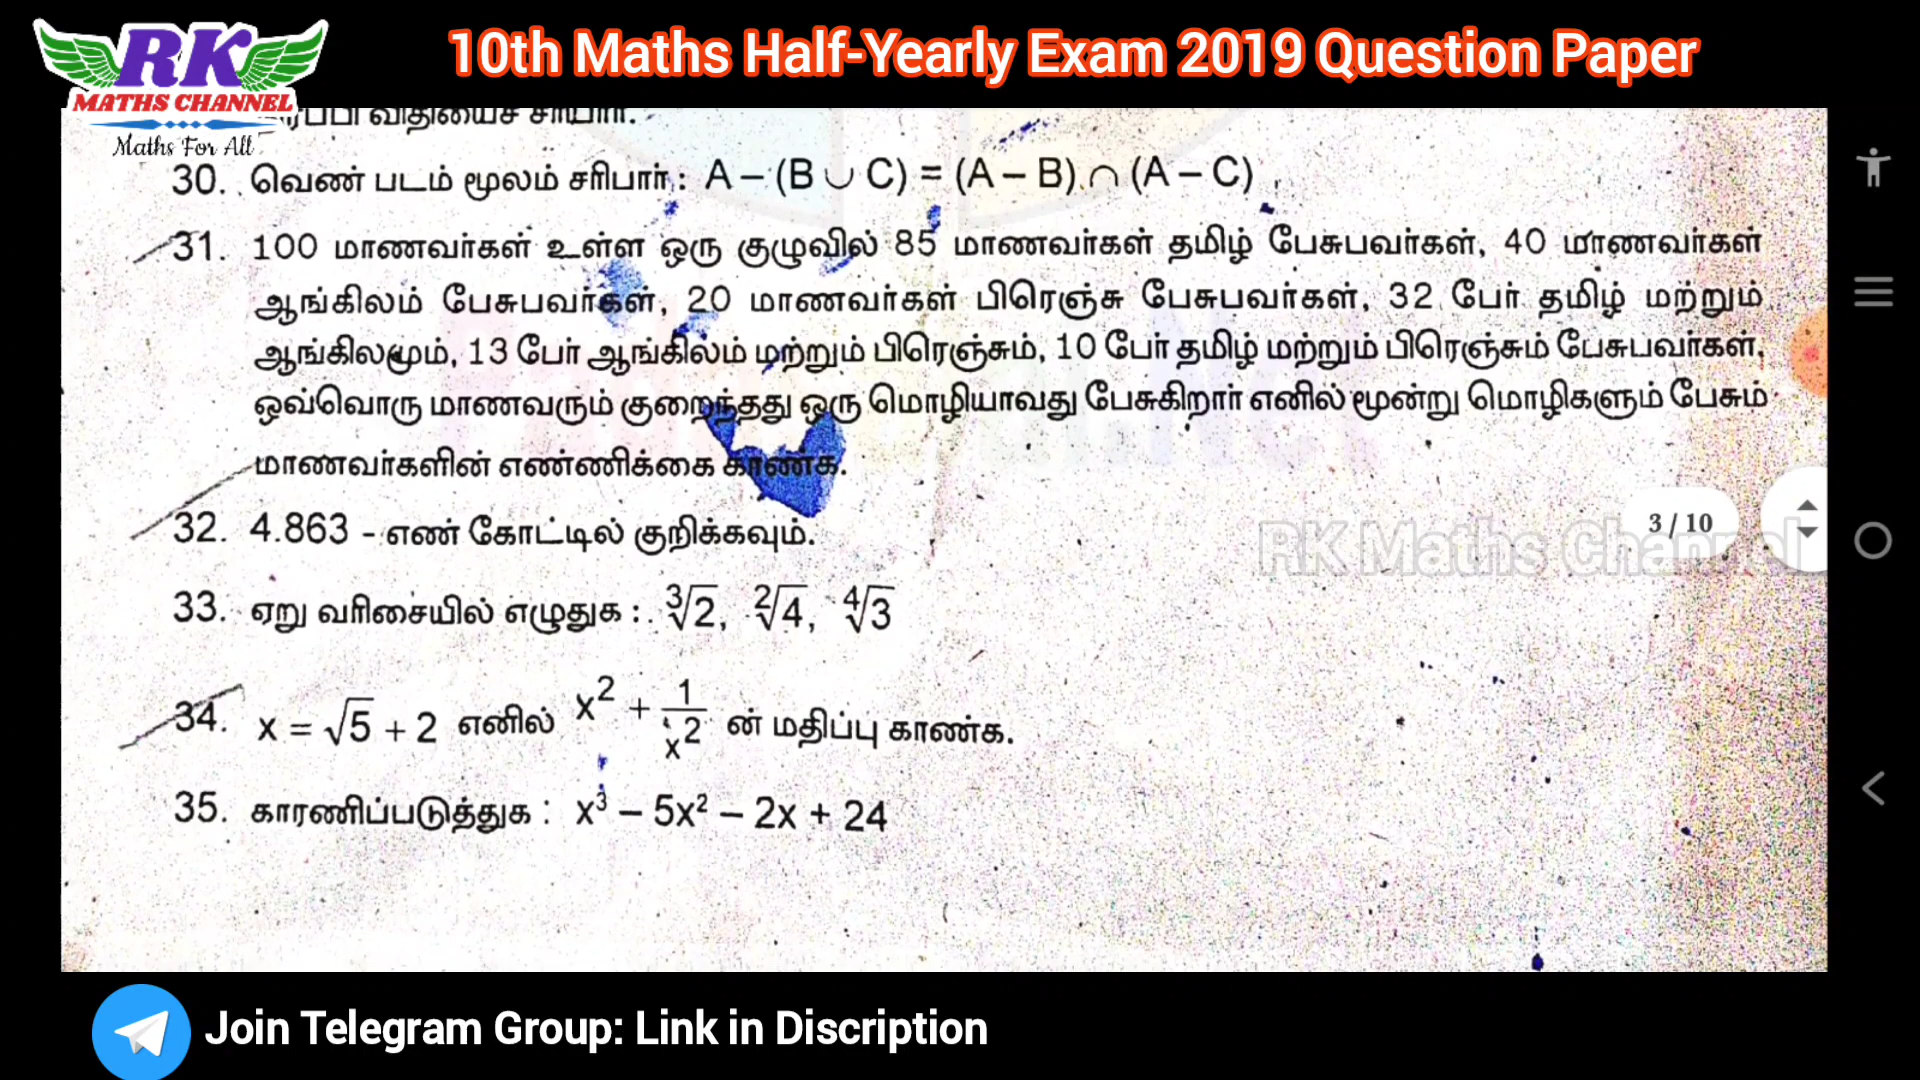 RK
MATHS CHANNEL
Maths For All
10th Maths Half-Yearly Exam 2019 Question Paper
விதியைச் சரிபார்.
30. வெண் படம் மூலம் சரிபார் : A – (B ∪ C) = (A – B) ∩ (A – C)
31. 100 மாணவர்கள் உள்ள ஒரு குழுவில் 85 மாணவர்கள் தமிழ் பேசுபவர்கள், 40 மாணவர்கள்
ஆங்கிலம் பேசுபவர்கள், 20 மாணவர்கள் பிரெஞ்சு பேசுபவர்கள், 32 பேர் தமிழ் மற்றும்
ஆங்கிலமும், 13 பேர் ஆங்கிலம் மற்றும் பிரெஞ்சும், 10 பேர் தமிழ் மற்றும் பிரெஞ்சும் பேசுபவர்கள்,
ஒவ்வொரு மாணவரும் குறைந்தது ஒரு மொழியாவது பேசுகிறார் எனில் மூன்று மொழிகளும் பேசும்
மாணவர்களின் எண்ணிக்கை காண்க.
32. 4.863 - எண் கோட்டில் குறிக்கவும்.
3 / 10
RK Maths Channel
33. ஏறு வரிசையில் எழுதுக : ∛2, ²√4, ∜3
34. x = √5 + 2 எனில் x² + 1/x² ன் மதிப்பு காண்க.
35. காரணிப்படுத்துக : x³ – 5x² – 2x + 24
Join Telegram Group: Link in Discription